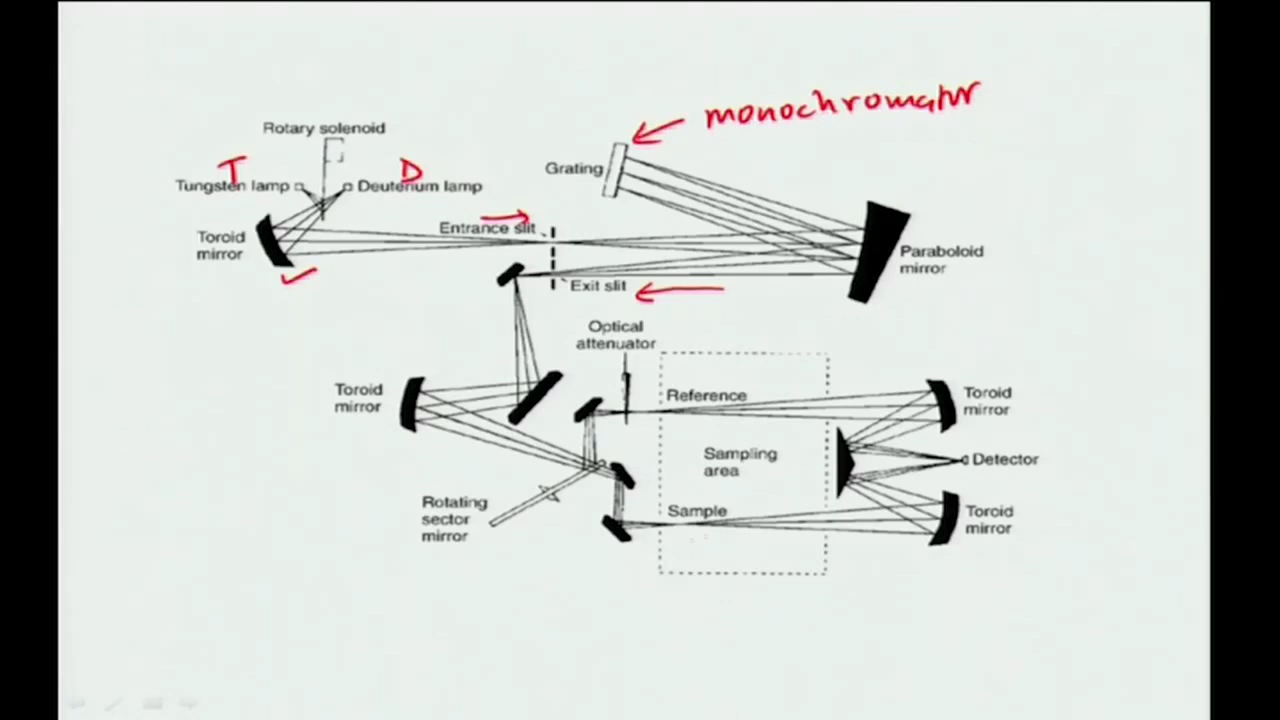 monochromator
Rotary solenoid
T
D
Tungsten lamp
Deuterium lamp
Grating
Entrance slit
Toroid
mirror
Paraboloid
mirror
Exit slit
Optical
attenuator
Toroid
mirror
Reference
Toroid
mirror
Sampling
area
Detector
Rotating
sector
mirror
Sample
Toroid
mirror